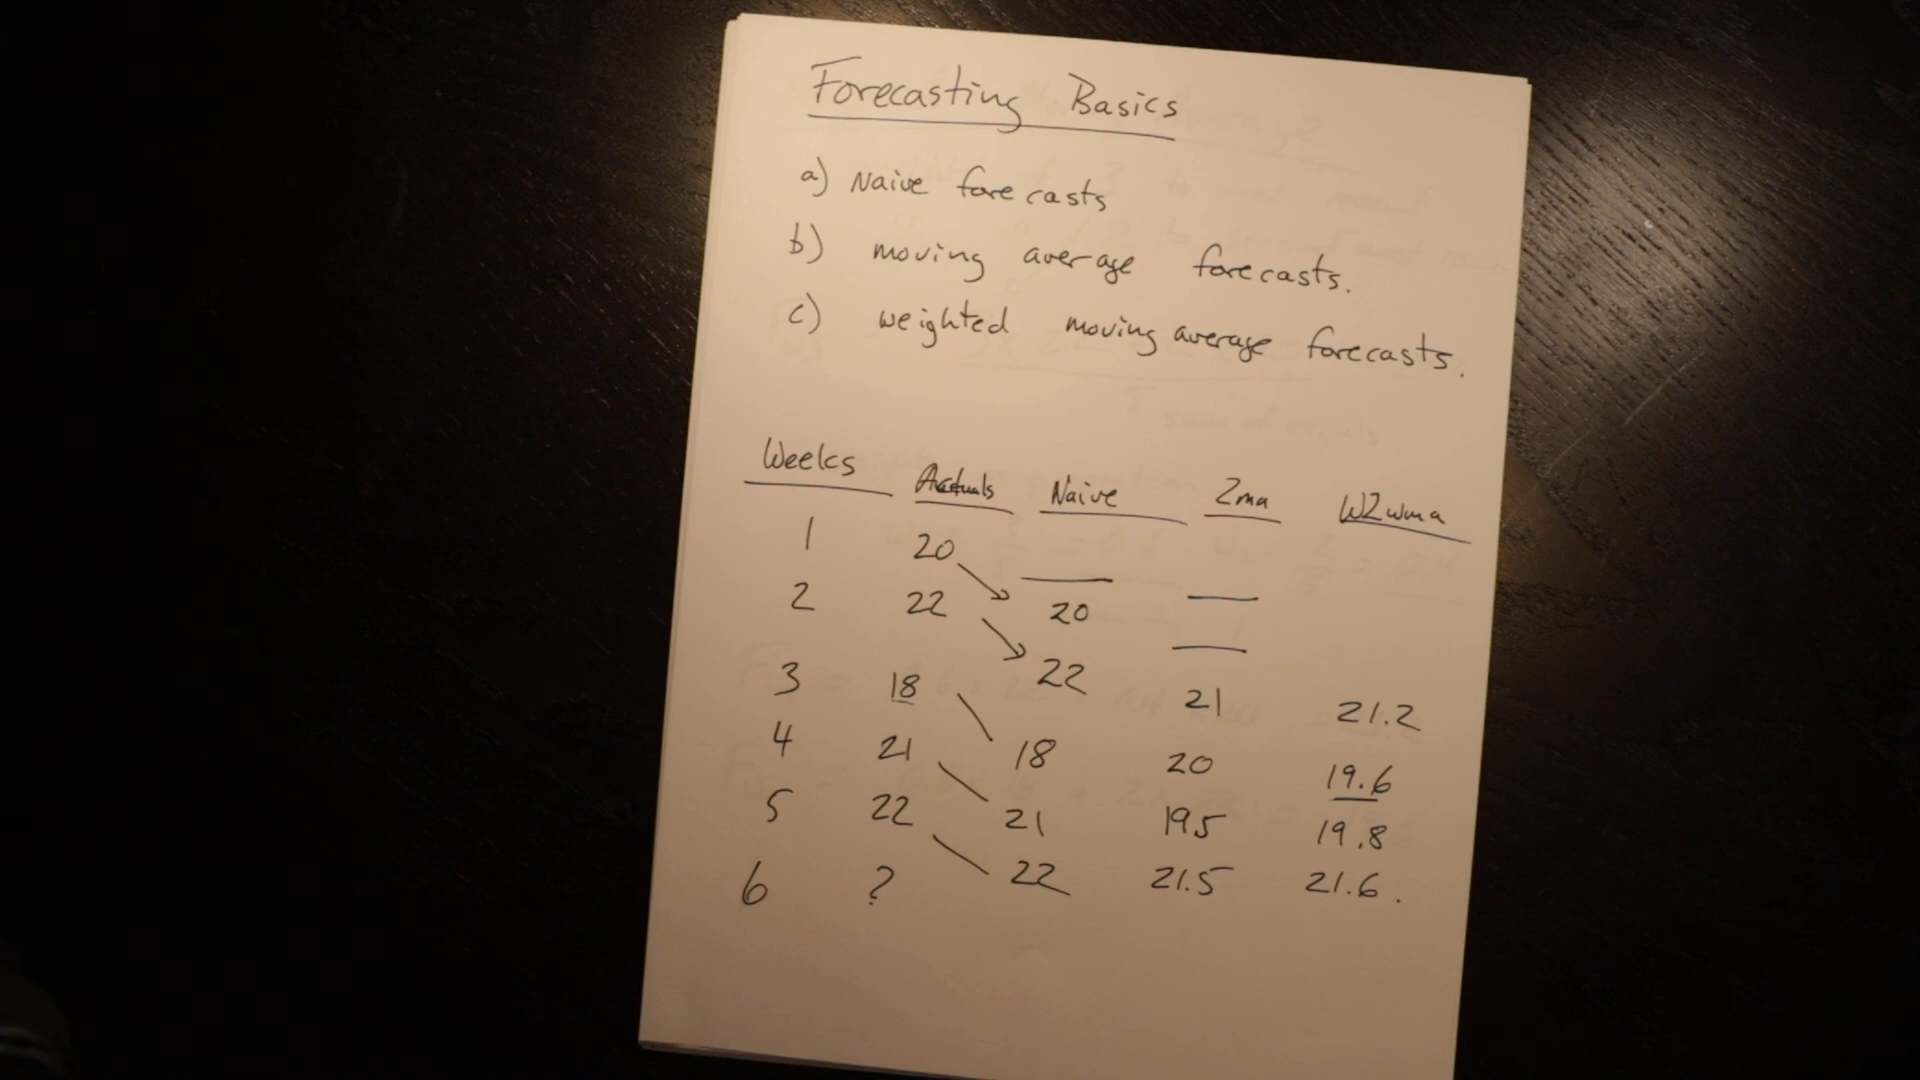 Forecasting Basics
a) Naive forecasts
b) moving average forecasts.
c) weighted moving average forecasts.
Weeks Actuals Naive 2ma W2wma
1 20
2 22 20
3 18 22 21 21.2
4 21 18 20 19.6
5 22 21 19.5 19.8
6 ? 22 21.5 21.6.